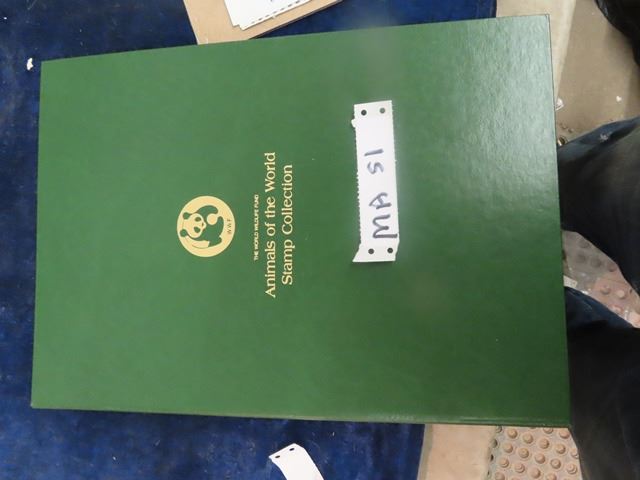 WWF
THE WORLD WILDLIFE FUND
Animals of the World
Stamp Collection
MA 51